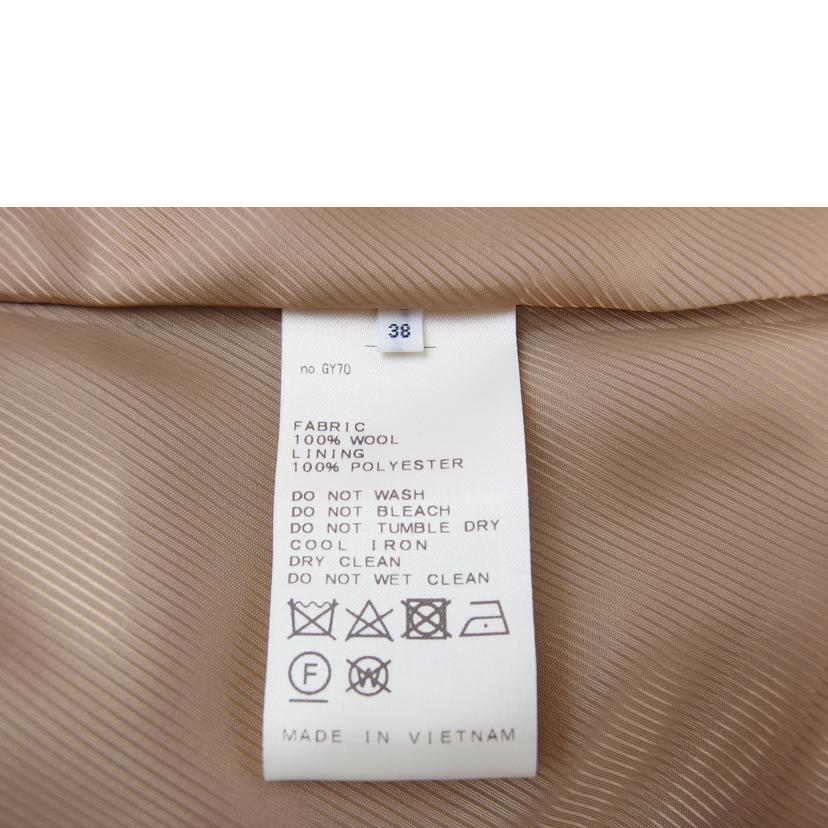 38
no GY70
FABRIC
100% WOOL
LINING
100% POLYESTER
DO NOT WASH
DO NOT BLEACH
DO NOT TUMBLE DRY
COOL IRON
DRY CLEAN
DO NOT WET CLEAN
F W
MADE IN VIETNAM